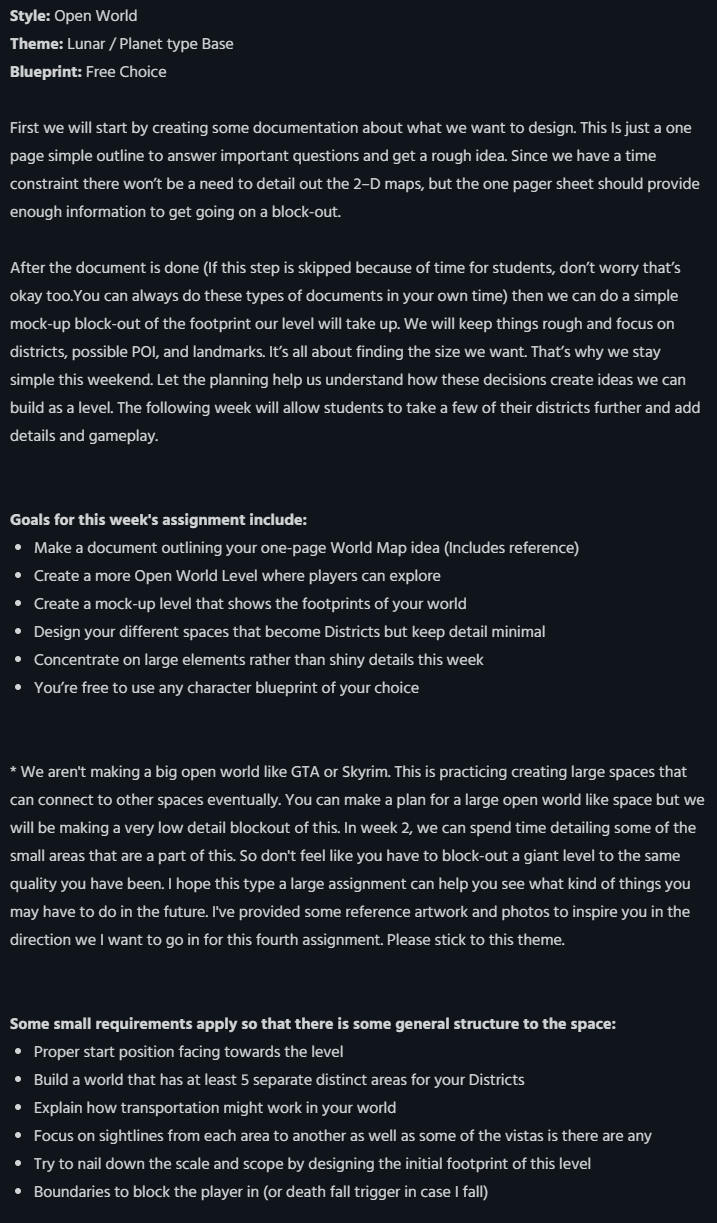 Style: Open World
Theme: Lunar / Planet type Base
Blueprint: Free Choice
First we will start by creating some documentation about what we want to design. This Is just a one
page simple outline to answer important questions and get a rough idea. Since we have a time
constraint there won't be a need to detail out the 2–D maps, but the one pager sheet should provide
enough information to get going on a block-out.
After the document is done (If this step is skipped because of time for students, don't worry that's
okay too.You can always do these types of documents in your own time) then we can do a simple
mock-up block-out of the footprint our level will take up. We will keep things rough and focus on
districts, possible POI, and landmarks. It's all about finding the size we want. That's why we stay
simple this weekend. Let the planning help us understand how these decisions create ideas we can
build as a level. The following week will allow students to take a few of their districts further and add
details and gameplay.
Goals for this week's assignment include:
• Make a document outlining your one-page World Map idea (Includes reference)
• Create a more Open World Level where players can explore
• Create a mock-up level that shows the footprints of your world
• Design your different spaces that become Districts but keep detail minimal
• Concentrate on large elements rather than shiny details this week
• You're free to use any character blueprint of your choice
* We aren't making a big open world like GTA or Skyrim. This is practicing creating large spaces that
can connect to other spaces eventually. You can make a plan for a large open world like space but we
will be making a very low detail blockout of this. In week 2, we can spend time detailing some of the
small areas that are a part of this. So don't feel like you have to block-out a giant level to the same
quality you have been. I hope this type a large assignment can help you see what kind of things you
may have to do in the future. I've provided some reference artwork and photos to inspire you in the
direction we I want to go in for this fourth assignment. Please stick to this theme.
Some small requirements apply so that there is some general structure to the space:
• Proper start position facing towards the level
• Build a world that has at least 5 separate distinct areas for your Districts
• Explain how transportation might work in your world
• Focus on sightlines from each area to another as well as some of the vistas is there are any
• Try to nail down the scale and scope by designing the initial footprint of this level
• Boundaries to block the player in (or death fall trigger in case I fall)